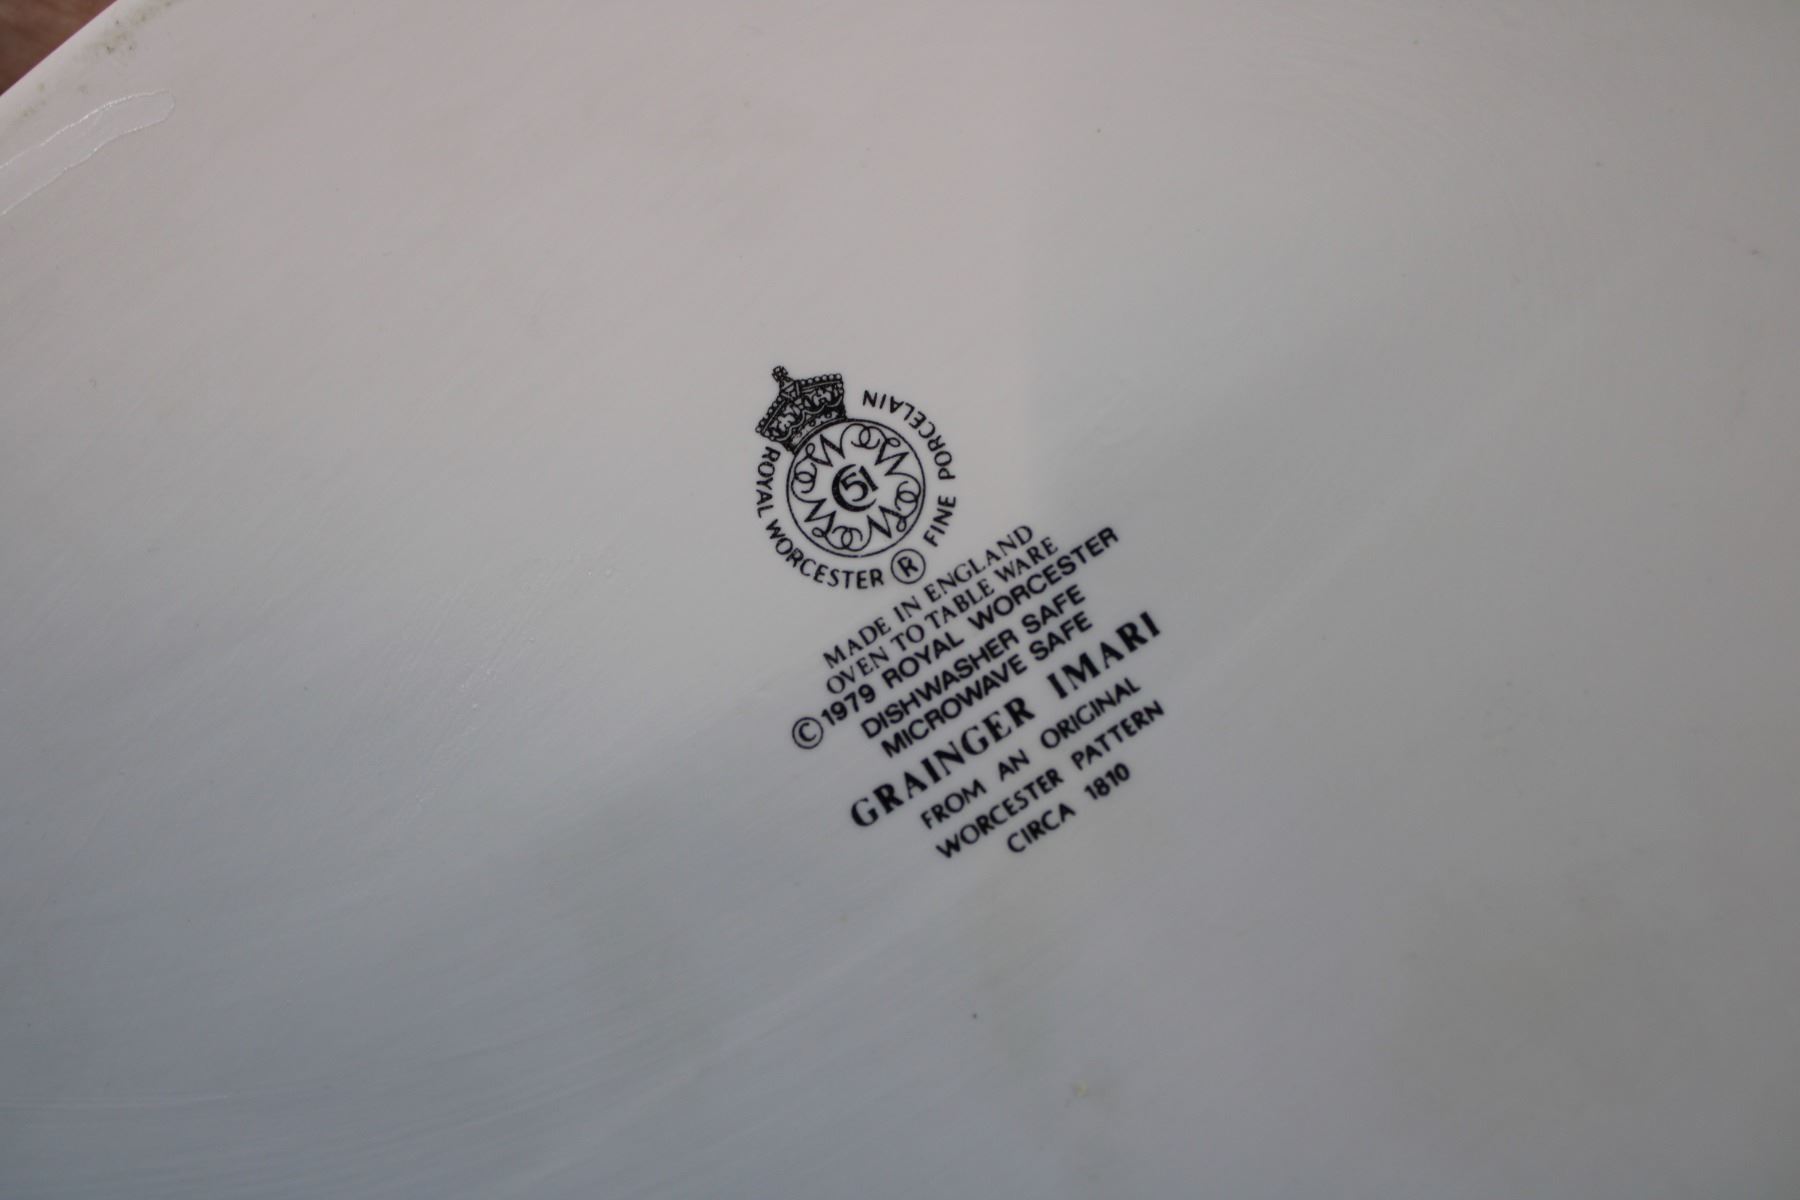 ROYAL WORCESTER ® FINE PORCELAIN
51
MADE IN ENGLAND
OVEN TO TABLE WARE
©1979 ROYAL WORCESTER
DISHWASHER SAFE
MICROWAVE SAFE
GRAINGER IMARI
FROM AN ORIGINAL
WORCESTER PATTERN
CIRCA 1810